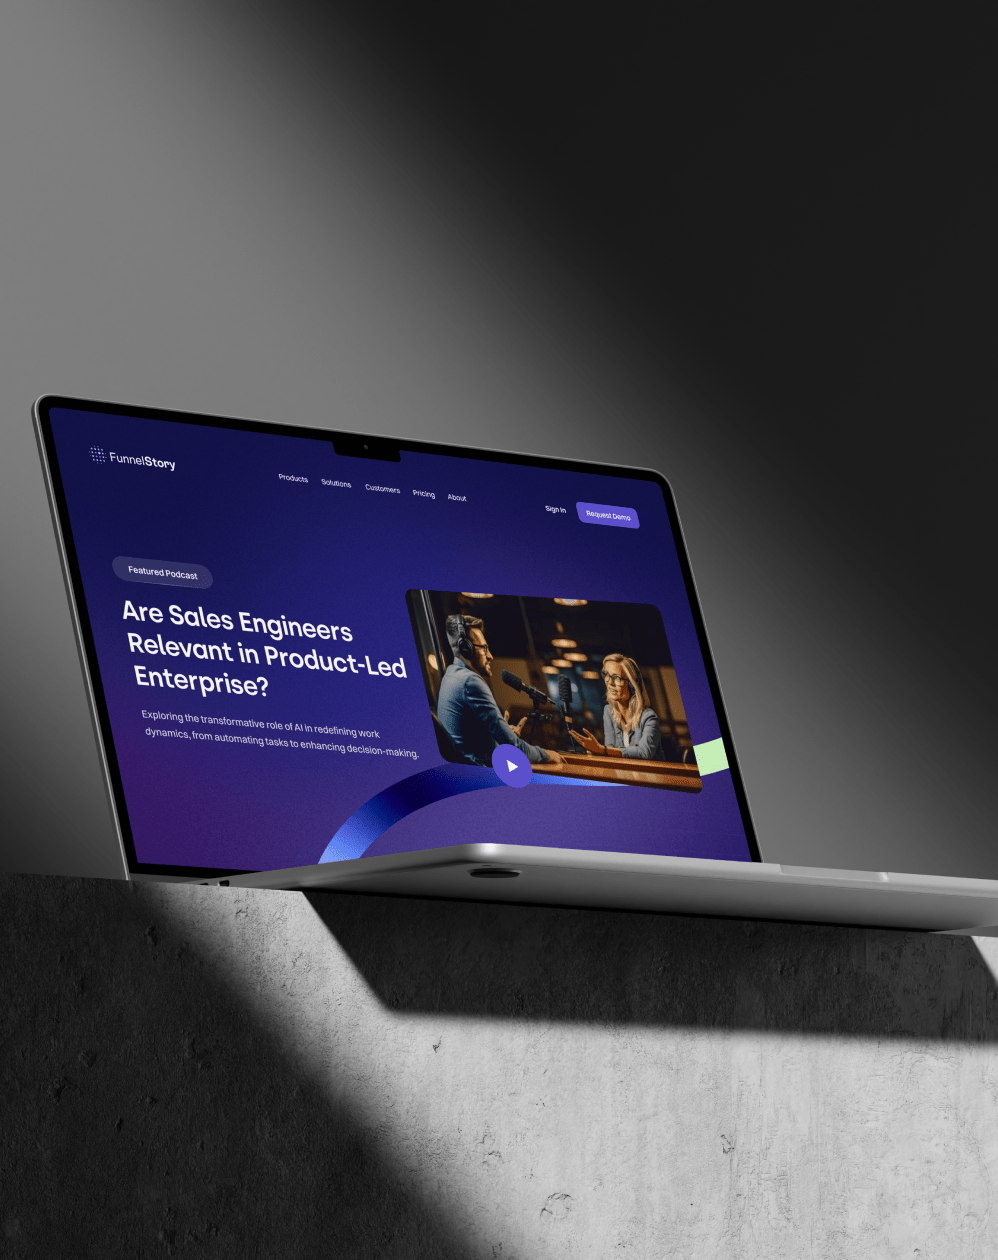 FunnelStory
Products Solutions Customers Pricing About
Sign In Request Demo
Featured Podcast
Are Sales Engineers
Relevant in Product-Led
Enterprise?
Exploring the transformative role of AI in redefining work
dynamics, from automating tasks to enhancing decision-making.